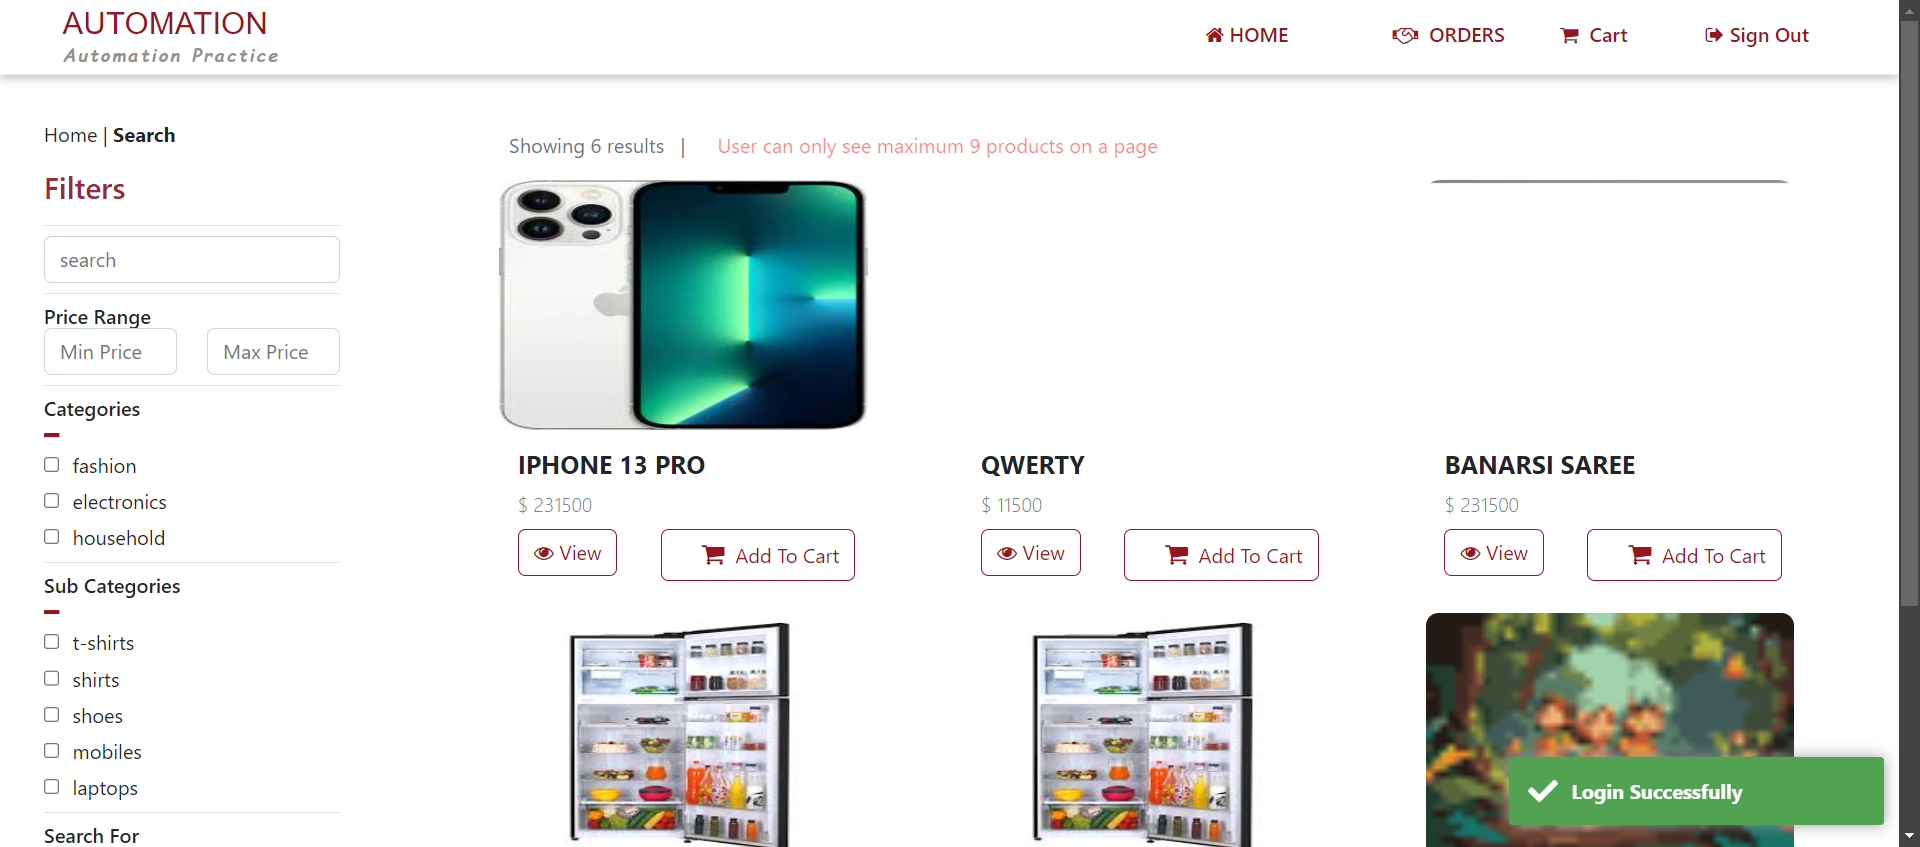 AUTOMATION
Automation Practice
HOME
ORDERS
Cart
Sign Out
Home | Search
Filters
search
Price Range
Min Price
Max Price
Categories
fashion
electronics
household
Sub Categories
t-shirts
shirts
shoes
mobiles
laptops
Search For
Showing 6 results |
User can only see maximum 9 products on a page
IPHONE 13 PRO
$ 231500
View
Add To Cart
QWERTY
$ 11500
View
Add To Cart
BANARSI SAREE
$ 231500
View
Add To Cart
Login Successfully